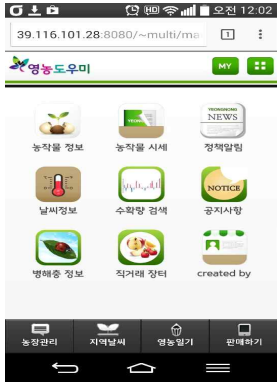 HD 오전 12:02
39.116.101.28:8080/~multi/ma 1
영농도우미 MY
YEONGNONG
NEWS
NOTICE
농작물 정보 농작물 시세 정책알림
날씨정보 수확량 검색 공지사항
병해충 정보 직거래 장터 created by
농장관리 지역날씨 영농일기 판매하기